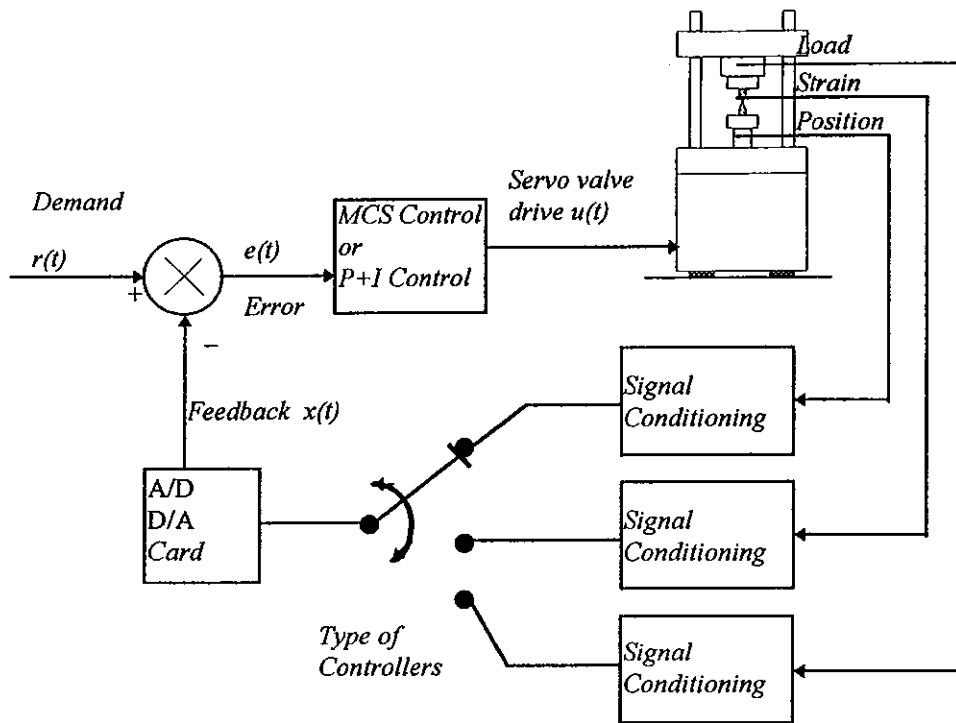 Load
Strain
Position
Servo valve
drive u(t)
Demand
r(t)
+
e(t)
Error
MCS Control
or
P+I Control
−
Feedback x(t)
A/D
D/A
Card
Type of
Controllers
Signal
Conditioning
Signal
Conditioning
Signal
Conditioning